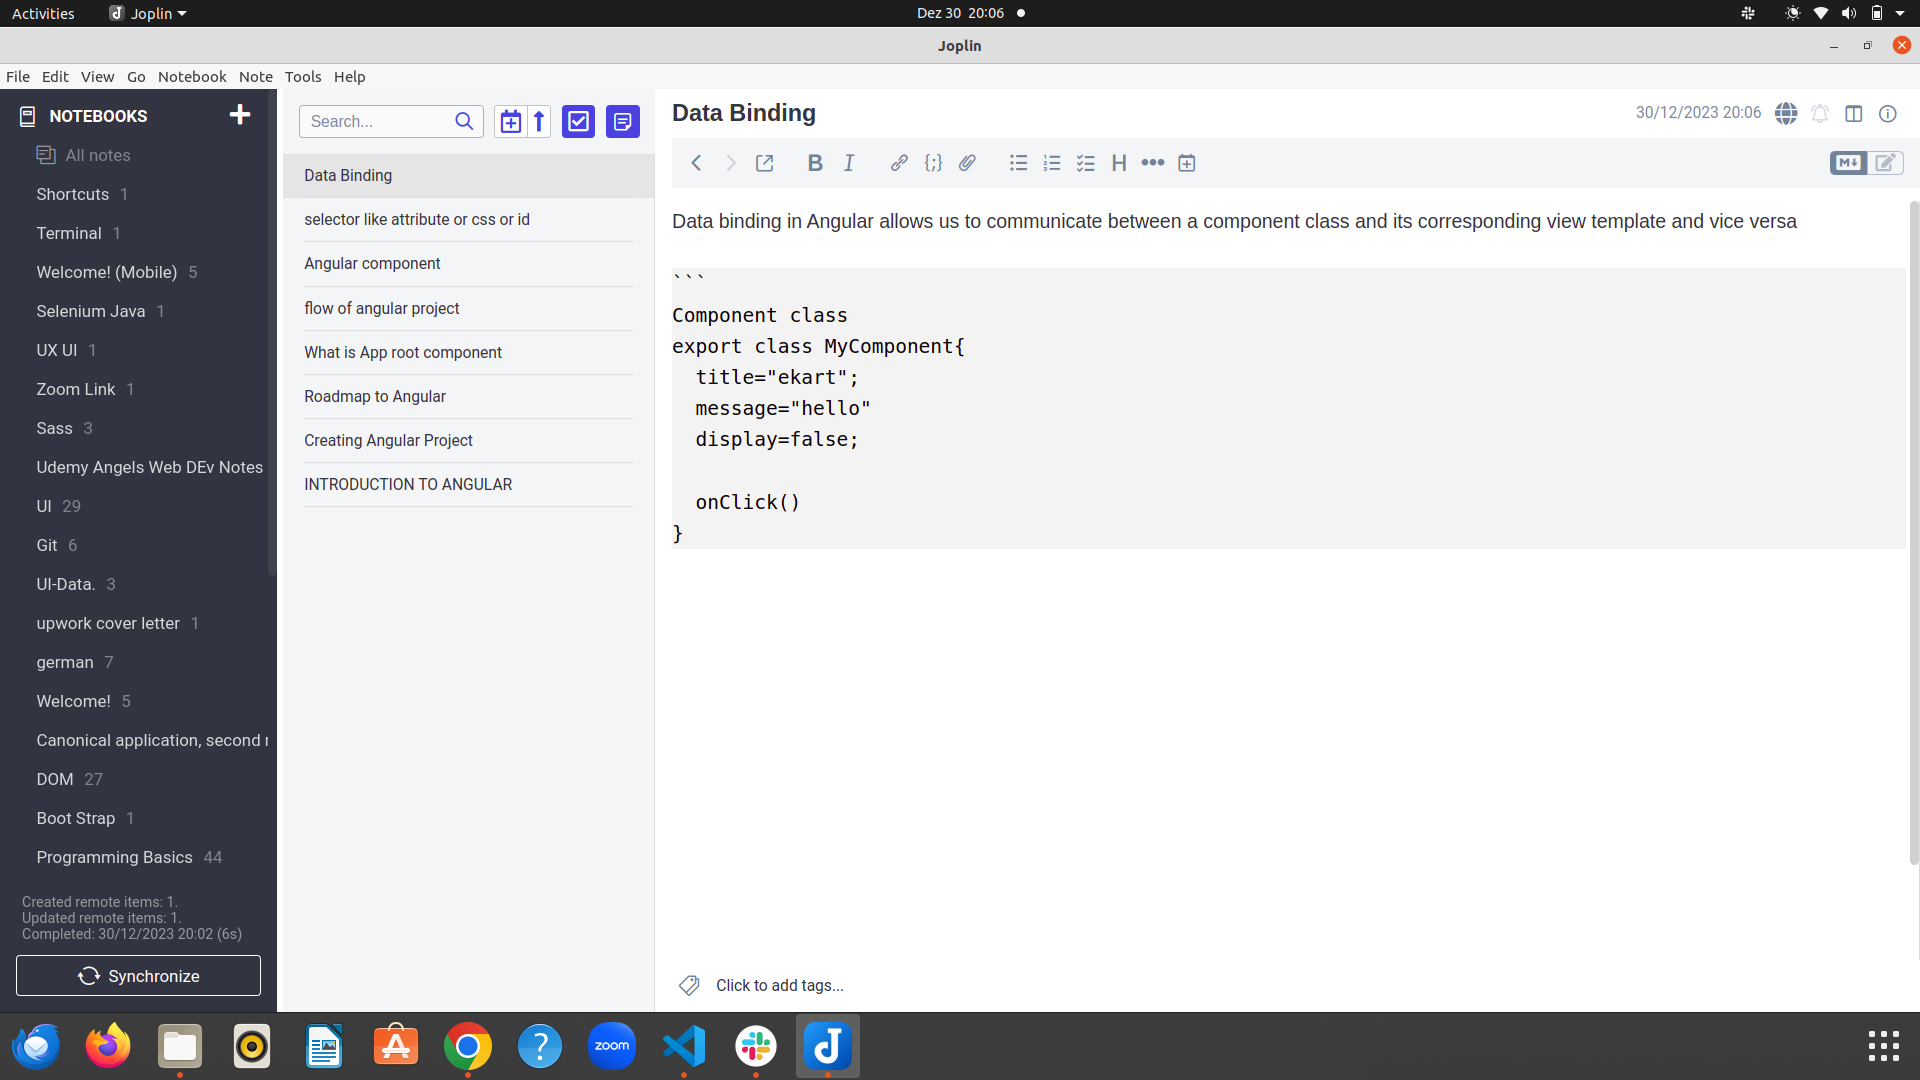 Activities
Joplin
Dez 30 20:06
Joplin
File Edit View Go Notebook Note Tools Help
NOTEBOOKS
All notes
Shortcuts 1
Terminal 1
Welcome! (Mobile) 5
Selenium Java 1
UX UI 1
Zoom Link 1
Sass 3
Udemy Angels Web DEv Notes
UI 29
Git 6
UI-Data. 3
upwork cover letter 1
german 7
Welcome! 5
Canonical application, second
DOM 27
Boot Strap 1
Programming Basics 44
Created remote items: 1.
Updated remote items: 1.
Completed: 30/12/2023 20:02 (6s)
Synchronize
Search...
Data Binding
selector like attribute or css or id
Angular component
flow of angular project
What is App root component
Roadmap to Angular
Creating Angular Project
INTRODUCTION TO ANGULAR
Data Binding
30/12/2023 20:06
Data binding in Angular allows us to communicate between a component class and its corresponding view template and vice versa
```
Component class
export class MyComponent{
  title="ekart";
  message="hello"
  display=false;
  onClick()
}
Click to add tags...
zoom